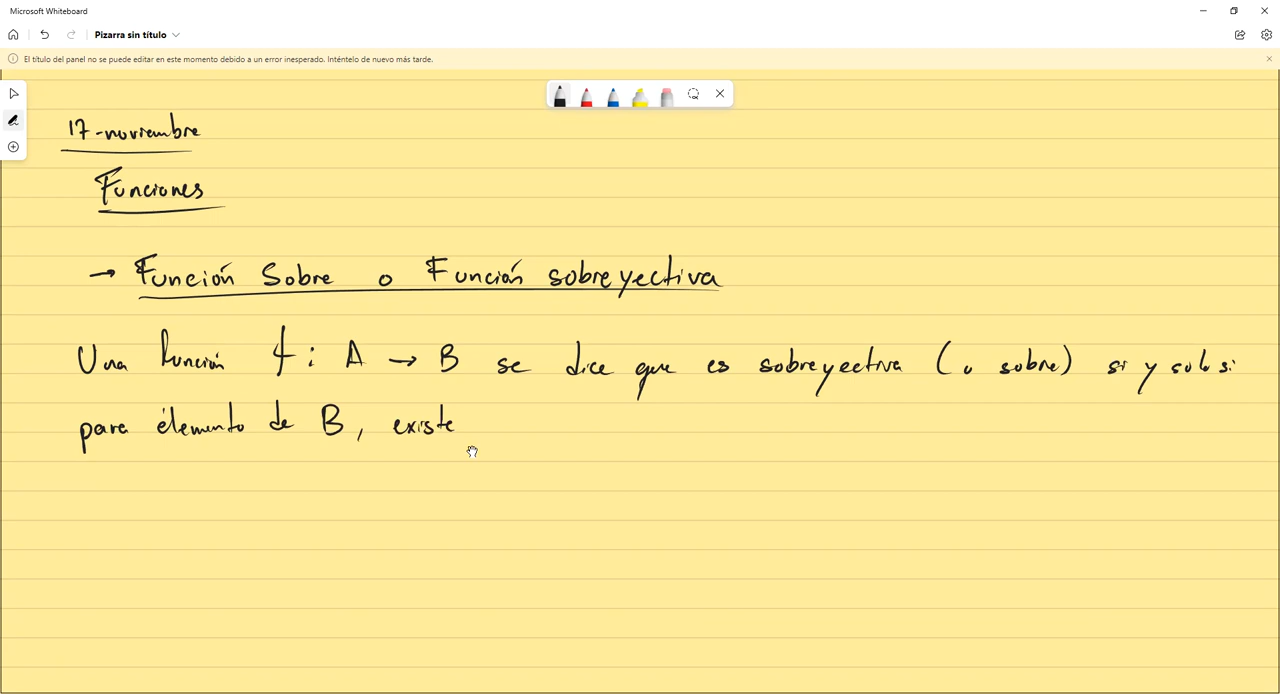 Microsoft Whiteboard
Pizarra sin título
El título del panel no se puede editar en este momento debido a un error inesperado. Inténtelo de nuevo más tarde.
17-noviembre
Funciones
→ Función Sobre o Función sobreyectiva
Una función f : A → B se dice que es sobreyectiva (o sobre) si y solo si
para elemento de B, existe